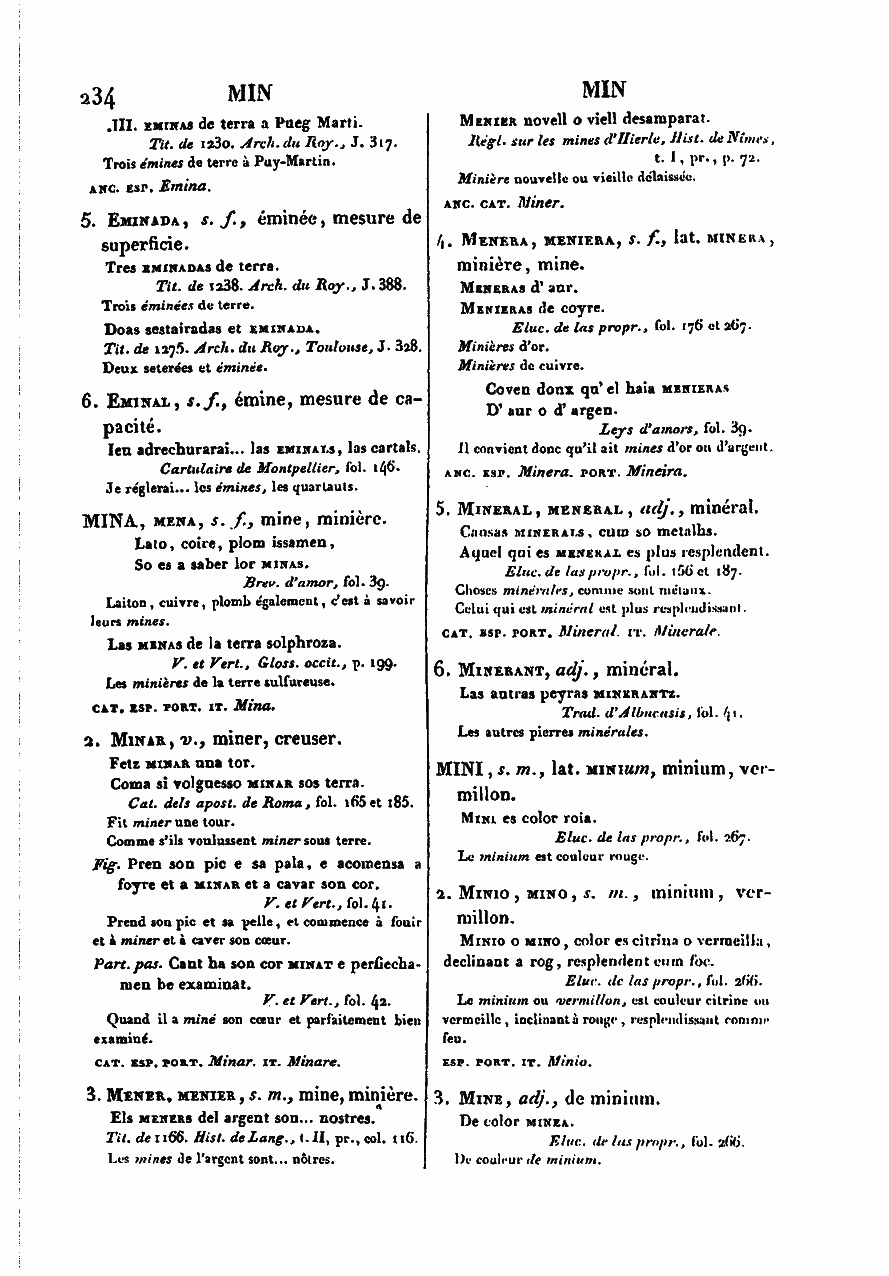 234 MIN MIN
.III. EMINAS de terra a Pueg Marti.
Tit. de 1230. Arch. du Roy., J. 317.
Trois émines de terre à Puy-Martin.
ANC. ESP. Emina.
5. EMINADA, s. f., éminée, mesure de
superficie.
Tres EMINADAS de terra.
Tit. de 1238. Arch. du Roy., J. 388.
Trois éminées de terre.
Doas sestairadas et EMINADA.
Tit. de 1275. Arch. du Roy., Toulouse, J. 328.
Deux seterées et éminée.
6. EMINAL, s. f., émine, mesure de ca-
pacité.
Ieu adrechurarai... las EMINALS, las cartals.
Cartulaire de Montpellier, fol. 146.
Je réglerai... les émines, les quartauts.
MINA, MENA, s. f., mine, minière.
Lato, coire, plom issamen,
So es a saber lor MINAS.
Brev. d'amor, fol. 39.
Laiton, cuivre, plomb également, c'est à savoir
leurs mines.
Las MENAS de la terra solphroza.
V. et Vert., Gloss. occit., p. 199.
Les minières de la terre sulfureuse.
CAT. ESP. PORT. IT. Mina.
2. MINAR, v., miner, creuser.
Fetz MINAR una tor.
Coma si volguesso MINAR sos terra.
Cat. dels apost. de Roma, fol. 165 et 185.
Fit miner une tour.
Comme s'ils voulussent miner sous terre.
Fig. Pren son pic e sa pala, e acomensa a
foyre et a MINAR et a cavar son cor.
V. et Vert., fol. 41.
Prend son pic et sa pelle, et commence à fouir
et à miner et à caver son cœur.
Part. pas. Cant ha son cor MINAT e perfiecha-
men be examinat.
V. et Vert., fol. 42.
Quand il a miné son cœur et parfaitement bien
examiné.
CAT. ESP. PORT. Minar. IT. Minare.
3. MENER, MENIER, s. m., mine, minière.
Els MENERS del argent son... nostres.
Tit. de 1166. Hist. de Lang., t. II, pr., col. 116.
Les mines de l'argent sont... nôtres.
MENIER novell o viell desamparat.
Régl. sur les mines d'Hierle, Hist. de Nîmes,
t. I, pr., p. 72.
Minière nouvelle ou vieille délaissée.
ANC. CAT. Miner.
4. MENERA, MENIERA, s. f., lat. MINERA,
minière, mine.
MENERAS d'aur.
MENIERAS de coyre.
Eluc. de las propr., fol. 176 et 267.
Minières d'or.
Minières de cuivre.
Coven donx qu'el haia MENIERAS
D'aur o d'argen.
Leys d'amors, fol. 39.
Il convient donc qu'il ait mines d'or ou d'argent.
ANC. ESP. Minera. PORT. Mineira.
5. MINERAL, MENERAL, adj., minéral.
Causas MINERALS, cum so metalhs.
Aquel qui es MENERAL es plus resplendent.
Eluc. de las propr., fol. 156 et 187.
Choses minérales, comme sont métaux.
Celui qui est minéral est plus resplendissant.
CAT. ESP. PORT. Mineral. IT. Minerale.
6. MINERANT, adj., minéral.
Las autras peyras MINERANTZ.
Trad. d'Albucasis, fol. 41.
Les autres pierres minérales.
MINI, s. m., lat. MINIum, minium, ver-
millon.
MINI es color roia.
Eluc. de las propr., fol. 267.
Le minium est couleur rouge.
2. MINIO, MINO, s. m., minium, ver-
millon.
MINIO o MINO, color es citrina o vermeilla,
declinant a rog, resplendent cum foc.
Eluc. de las propr., fol. 266.
Le minium ou vermillon, est couleur citrine ou
vermeille, inclinant à rouge, resplendissant comme
feu.
ESP. PORT. IT. Minio.
3. MINE, adj., de minium.
De color MINEA.
Eluc. de las propr., fol. 266.
De couleur de minium.